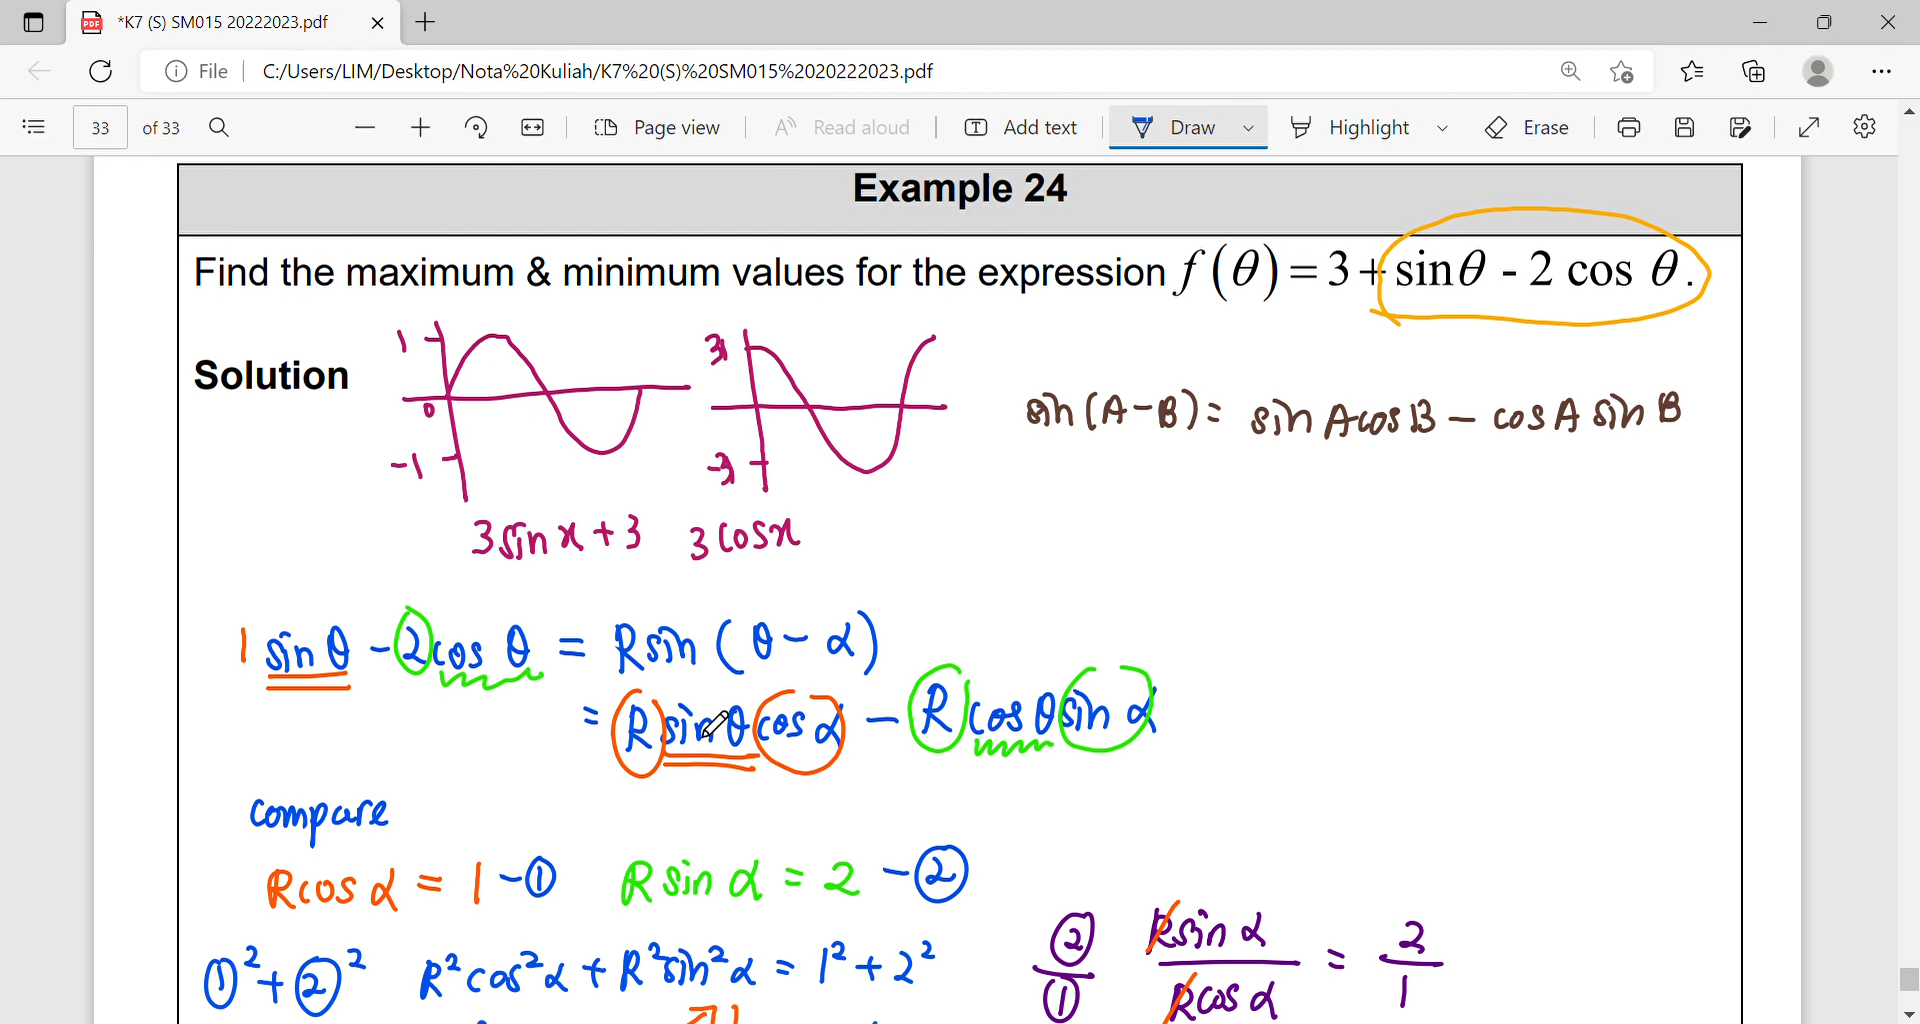 *K7 (S) SM015 20222023.pdf
File C:/Users/LIM/Desktop/Nota%20Kuliah/K7%20(S)%20SM015%2020222023.pdf
33 of 33 Page view Read aloud Add text Draw Highlight Erase
Example 24
Find the maximum & minimum values for the expression f(θ) = 3 + sinθ - 2 cos θ.
Solution
1
0
-1
3
-3
sin(A-B) = sin A cos B - cos A sin B
3 sin x + 3
3 cos x
1 sin θ - 2 cos θ = R sin (θ - α)
= R sin θ cos α - R cos θ sin α
compare
R cos α = 1 - ① R sin α = 2 - ②
①² + ②² R² cos² α + R² sin² α = 1² + 2²
②/① R sin α / R cos α = 2/1